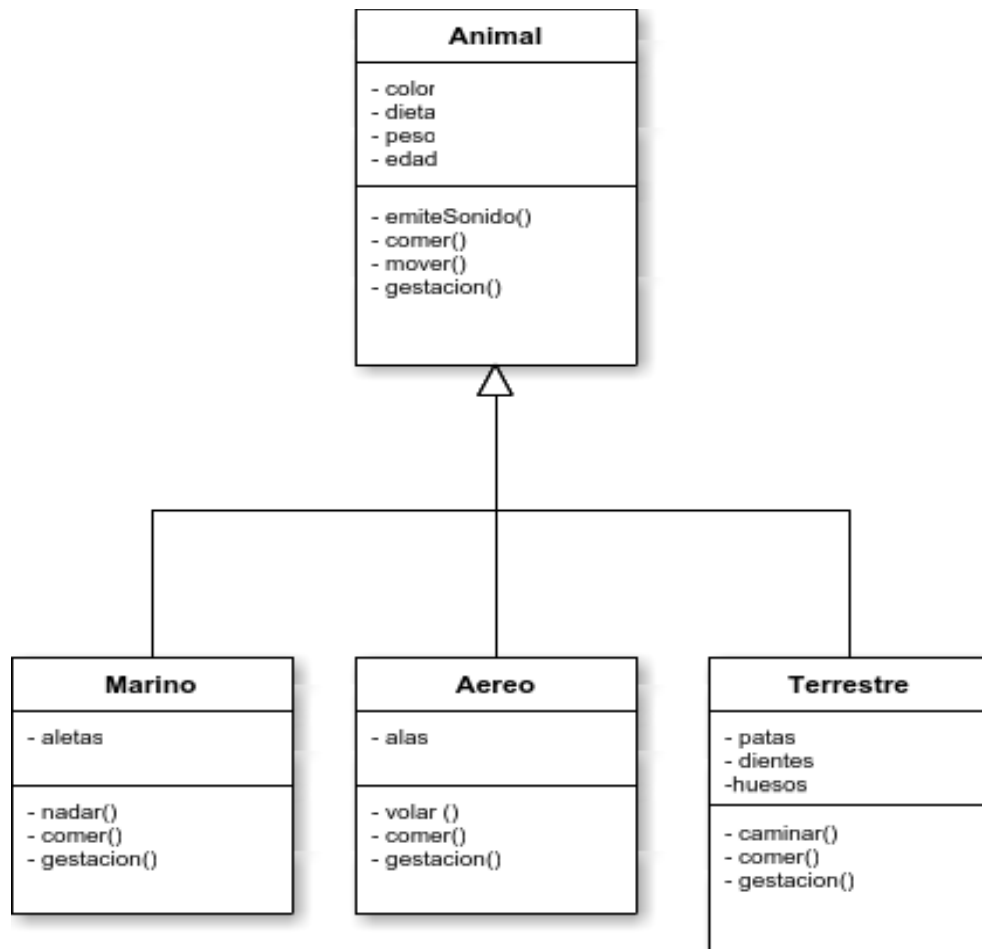 Animal
- color
- dieta
- peso
- edad
- emiteSonido()
- comer()
- mover()
- gestacion()
Marino
- aletas
- nadar()
- comer()
- gestacion()
Aereo
- alas
- volar ()
- comer()
- gestacion()
Terrestre
- patas
- dientes
-huesos
- caminar()
- comer()
- gestacion()